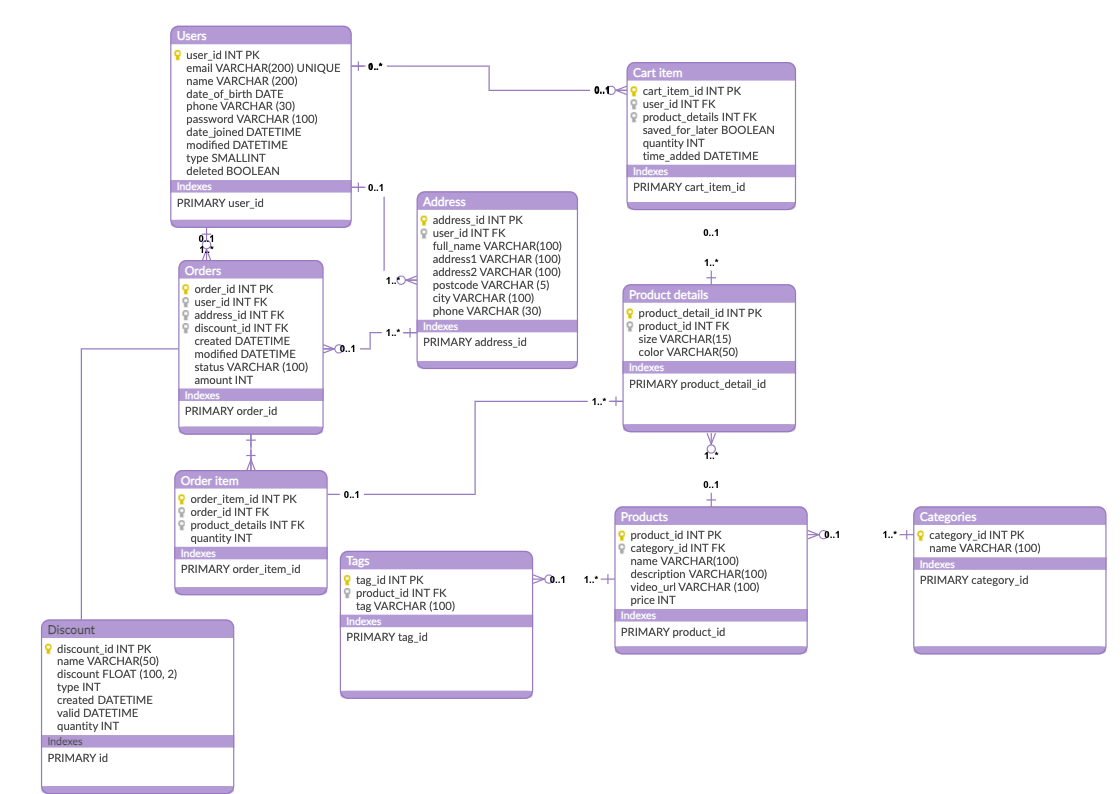 Users
user_id INT PK
email VARCHAR(200) UNIQUE
name VARCHAR (200)
date_of_birth DATE
phone VARCHAR (30)
password VARCHAR (100)
date_joined DATETIME
modified DATETIME
type SMALLINT
deleted BOOLEAN
Indexes
PRIMARY user_id
0..*
0..1
Cart item
cart_item_id INT PK
user_id INT FK
product_details INT FK
saved_for_later BOOLEAN
quantity INT
time_added DATETIME
Indexes
PRIMARY cart_item_id
0..1
1..*
Address
address_id INT PK
user_id INT FK
full_name VARCHAR(100)
address1 VARCHAR (100)
address2 VARCHAR (100)
postcode VARCHAR (5)
city VARCHAR (100)
phone VARCHAR (30)
Indexes
PRIMARY address_id
0..1
1..*
Orders
order_id INT PK
user_id INT FK
address_id INT FK
discount_id INT FK
created DATETIME
modified DATETIME
status VARCHAR (100)
amount INT
Indexes
PRIMARY order_id
0..1
1..*
0..1
1..*
Product details
product_detail_id INT PK
product_id INT FK
size VARCHAR(15)
color VARCHAR(50)
Indexes
PRIMARY product_detail_id
1..*
0..1
Order item
order_item_id INT PK
order_id INT FK
product_details INT FK
quantity INT
Indexes
PRIMARY order_item_id
1..*
0..1
Products
product_id INT PK
category_id INT FK
name VARCHAR(100)
description VARCHAR(100)
video_url VARCHAR (100)
price INT
Indexes
PRIMARY product_id
0..1
1..*
Categories
category_id INT PK
name VARCHAR (100)
Indexes
PRIMARY category_id
Tags
tag_id INT PK
product_id INT FK
tag VARCHAR (100)
Indexes
PRIMARY tag_id
0..1
1..*
Discount
discount_id INT PK
name VARCHAR(50)
discount FLOAT (100, 2)
type INT
created DATETIME
valid DATETIME
quantity INT
Indexes
PRIMARY id